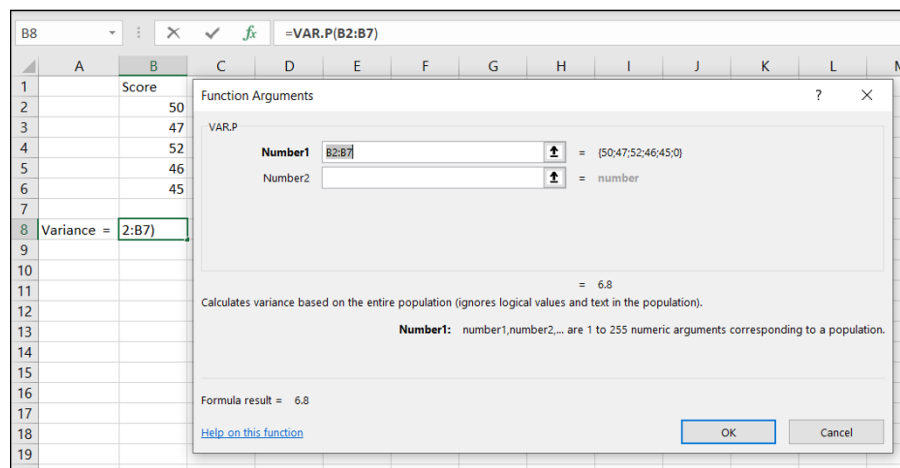 B8 fx =VAR.P(B2:B7)
A B C D E F G H I J K L
1 Score
2 50
3 47
4 52
5 46
6 45
7
8 Variance = 2:B7)
9
10
11
12
13
14
15
16
17
18
19
Function Arguments ? ×
VAR.P
Number1 B2:B7 = {50;47;52;46;45;0}
Number2 = number
= 6.8
Calculates variance based on the entire population (ignores logical values and text in the population).
Number1: number1,number2,... are 1 to 255 numeric arguments corresponding to a population.
Formula result = 6.8
Help on this function OK Cancel